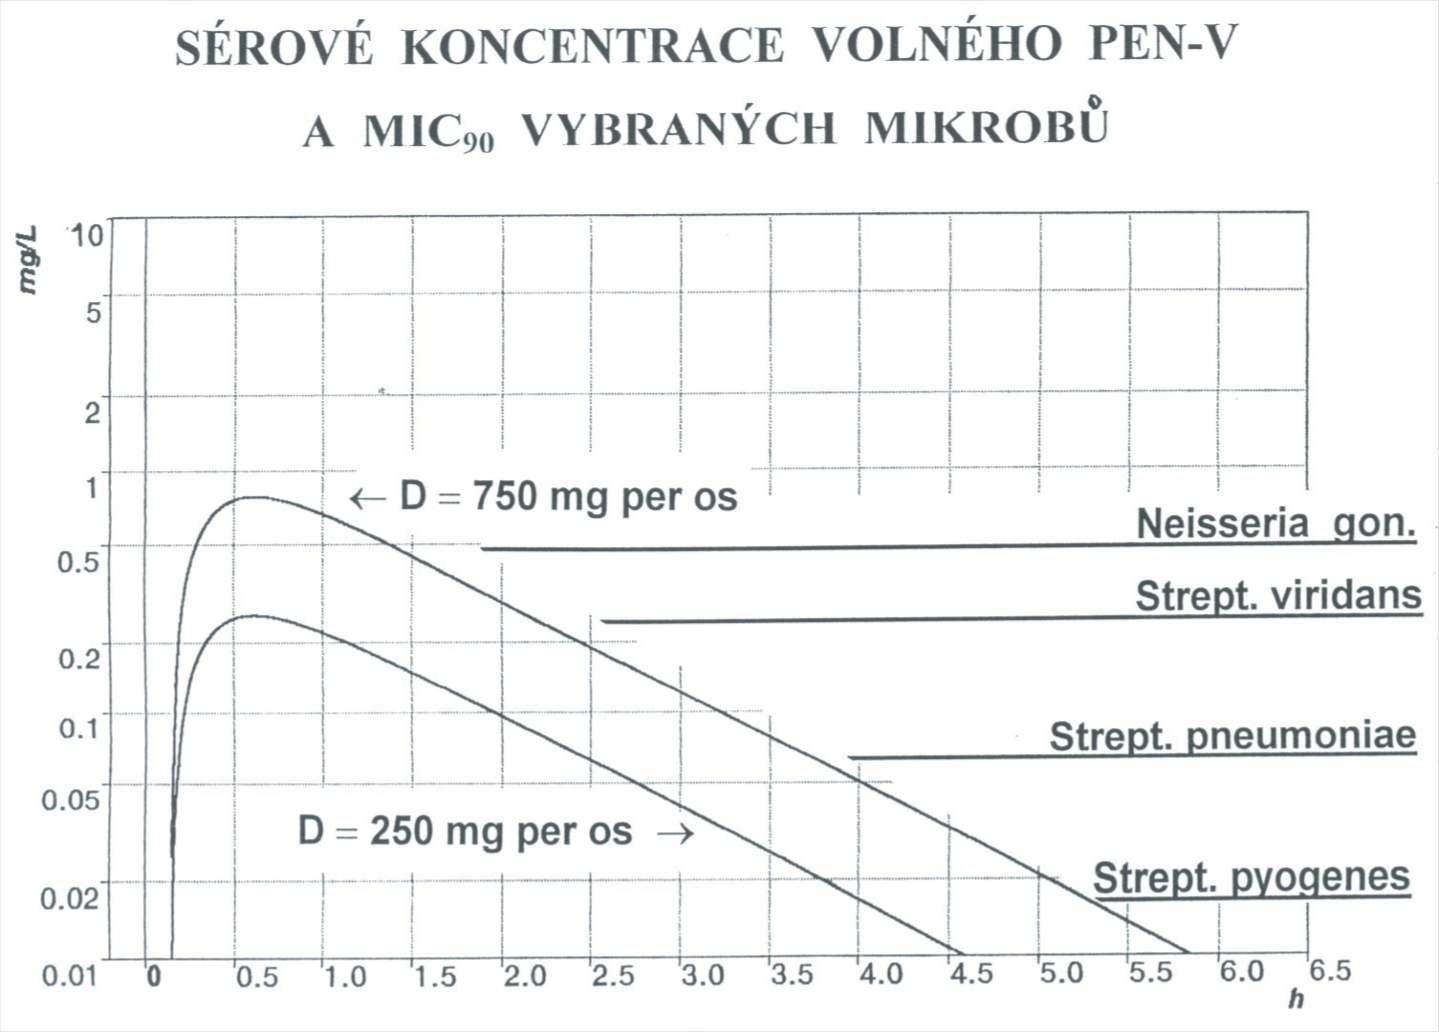 SÉROVÉ KONCENTRACE VOLNÉHO PEN-V
A MIC90 VYBRANÝCH MIKROBŮ
mg/L
10
5
2
1
← D = 750 mg per os
Neisseria gon.
0.5
Strept. viridans
0.2
0.1
Strept. pneumoniae
0.05
D = 250 mg per os →
Strept. pyogenes
0.02
0.01
0 0.5 1.0 1.5 2.0 2.5 3.0 3.5 4.0 4.5 5.0 5.5 6.0 6.5
h